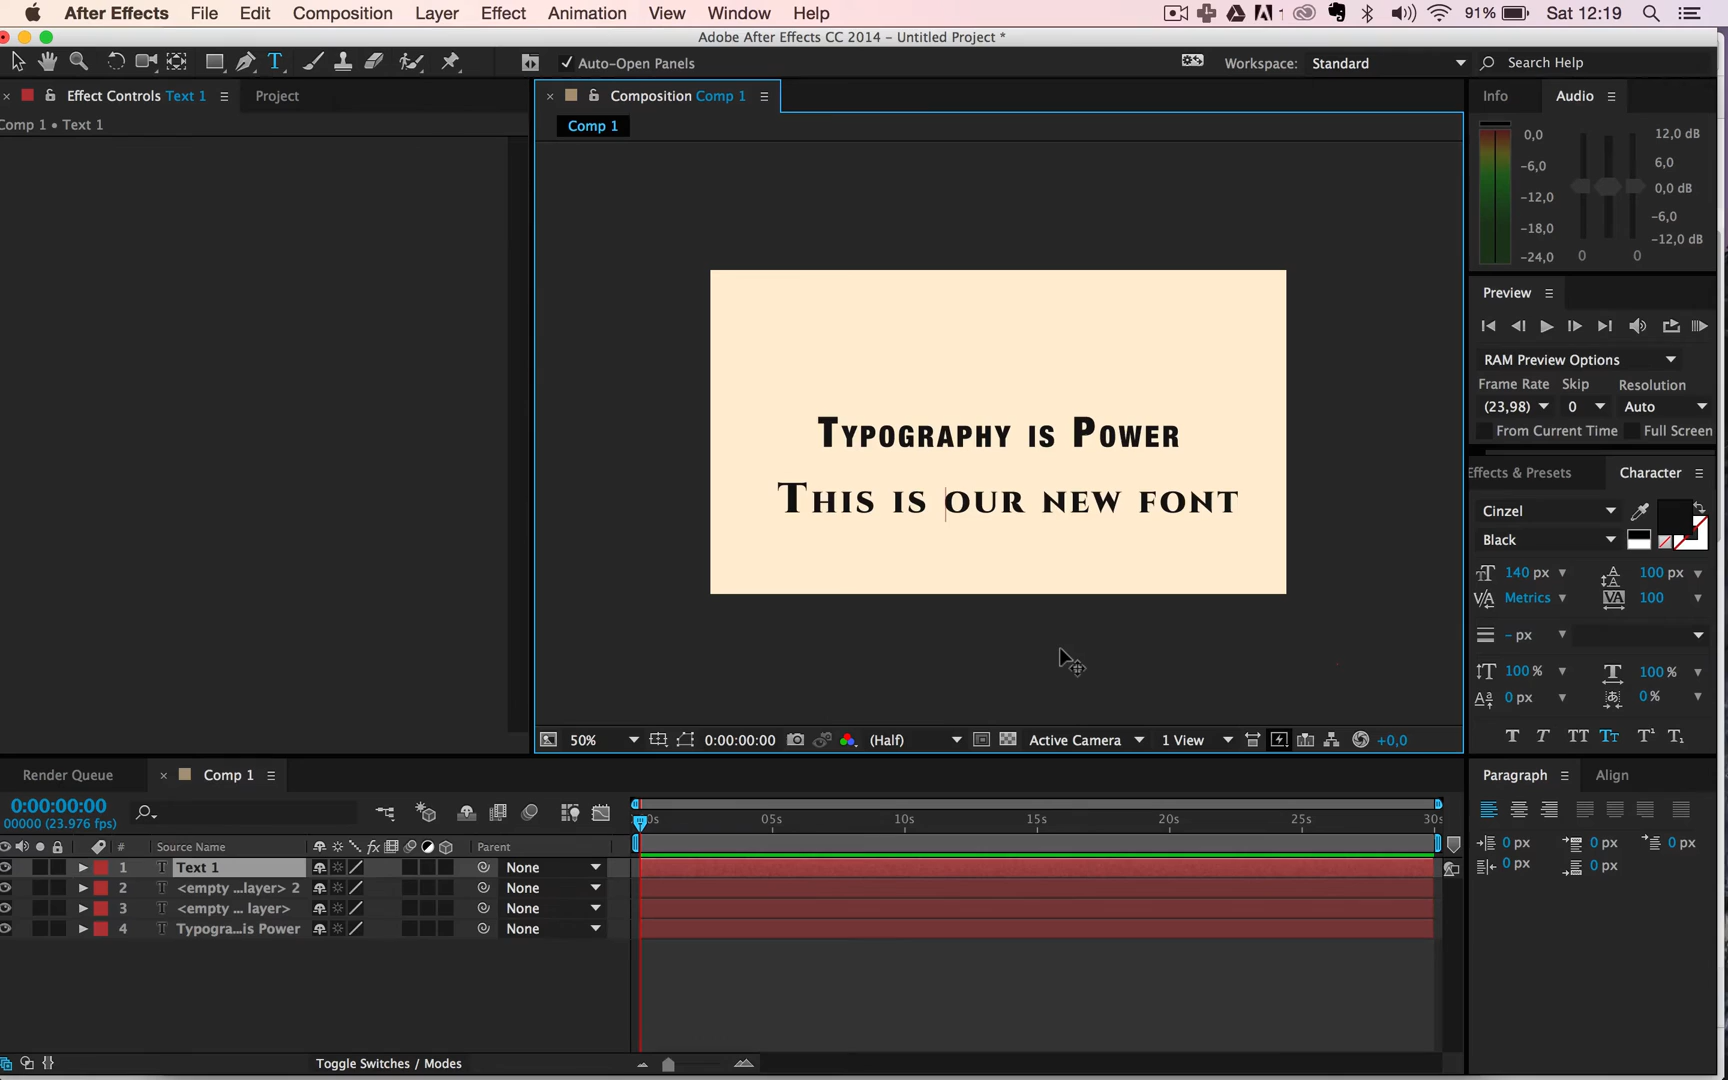 After Effects File Edit Composition Layer Effect Animation View Window Help 1 91% Sat 12:19
Adobe After Effects CC 2014 - Untitled Project *
Auto-Open Panels Workspace: Standard Search Help
Effect Controls Text 1 Project Composition Comp 1 Info Audio
Comp 1 • Text 1 Comp 1
0,0 12,0 dB
-6,0 6,0
-12,0 0,0 dB
-18,0 -6,0
-24,0 -12,0 dB
0 0
Preview
RAM Preview Options
Frame Rate Skip Resolution
(23,98) 0 Auto
From Current Time Full Screen
Typography is Power
This is our new font
Effects & Presets Character
Cinzel
Black
140 px 100 px
Metrics 100
- px
100 % 100 %
0 px 0 %
50% 0:00:00:00 (Half) Active Camera 1 View +0,0
Render Queue Comp 1 Paragraph Align
0:00:00:00
00000 (23.976 fps)
0s 05s 10s 15s 20s 25s 30s
0 px 0 px 0 px
0 px 0 px
# Source Name Parent
1 Text 1 None
2 <empty ...layer> 2 None
3 <empty ... layer> None
4 Typogra...is Power None
Toggle Switches / Modes